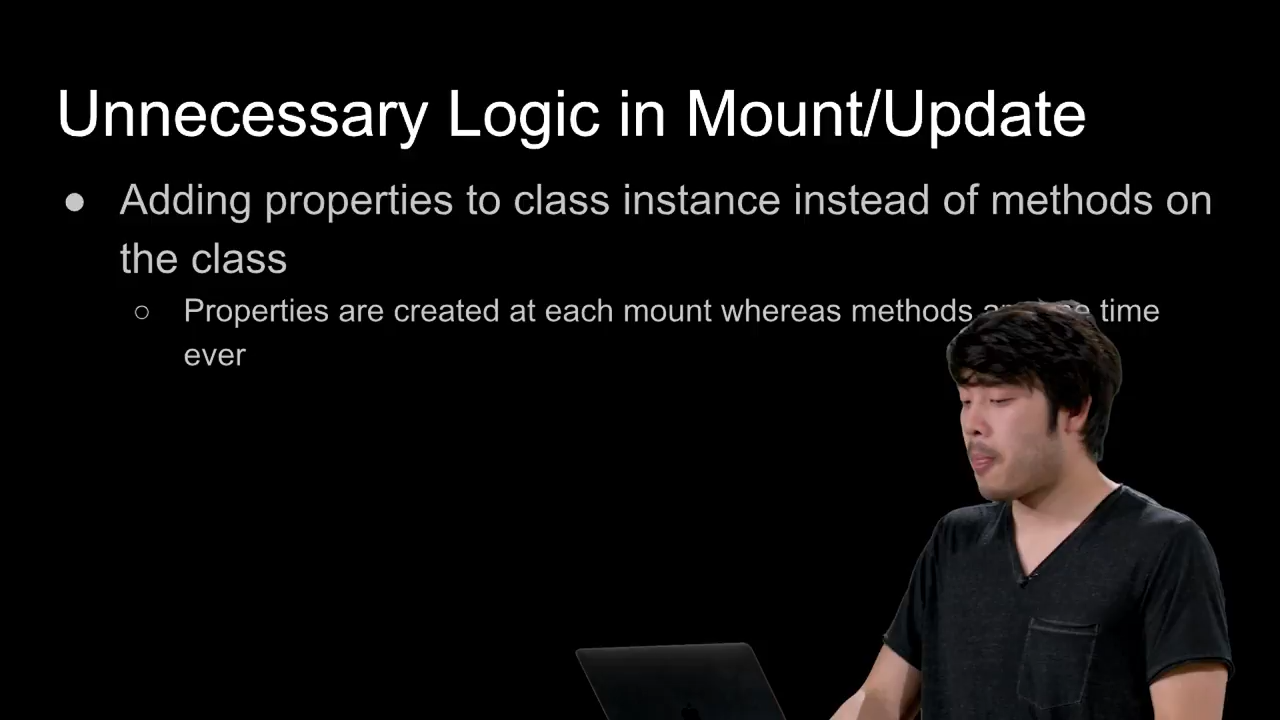 Unnecessary Logic in Mount/Update
● Adding properties to class instance instead of methods on
the class
○ Properties are created at each mount whereas methods time
ever